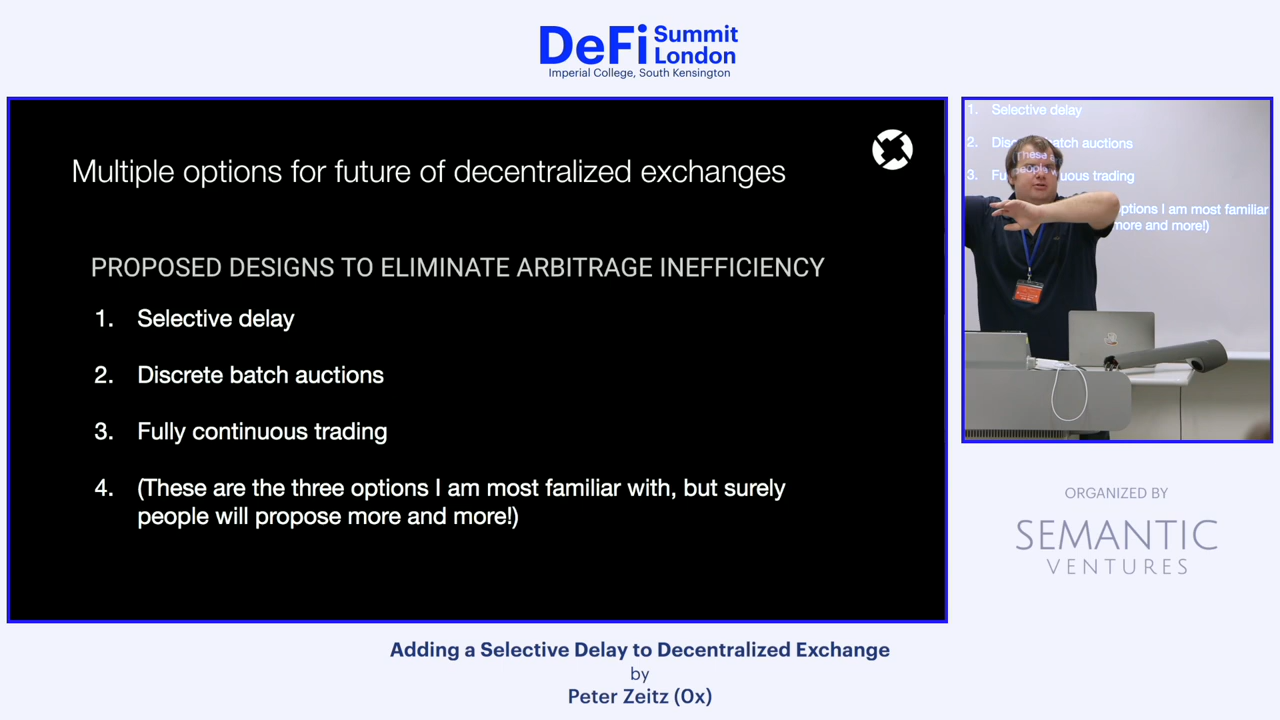 DeFi Summit
London
Imperial College, South Kensington
Multiple options for future of decentralized exchanges
PROPOSED DESIGNS TO ELIMINATE ARBITRAGE INEFFICIENCY
1. Selective delay
2. Discrete batch auctions
3. Fully continuous trading
4. (These are the three options I am most familiar with, but surely
people will propose more and more!)
1. Selective delay
2. batch auctions
3. trading
These
people
I am most familiar
more and more!)
ORGANIZED BY
SEMANTIC
VENTURES
Adding a Selective Delay to Decentralized Exchange
by
Peter Zeitz (0x)